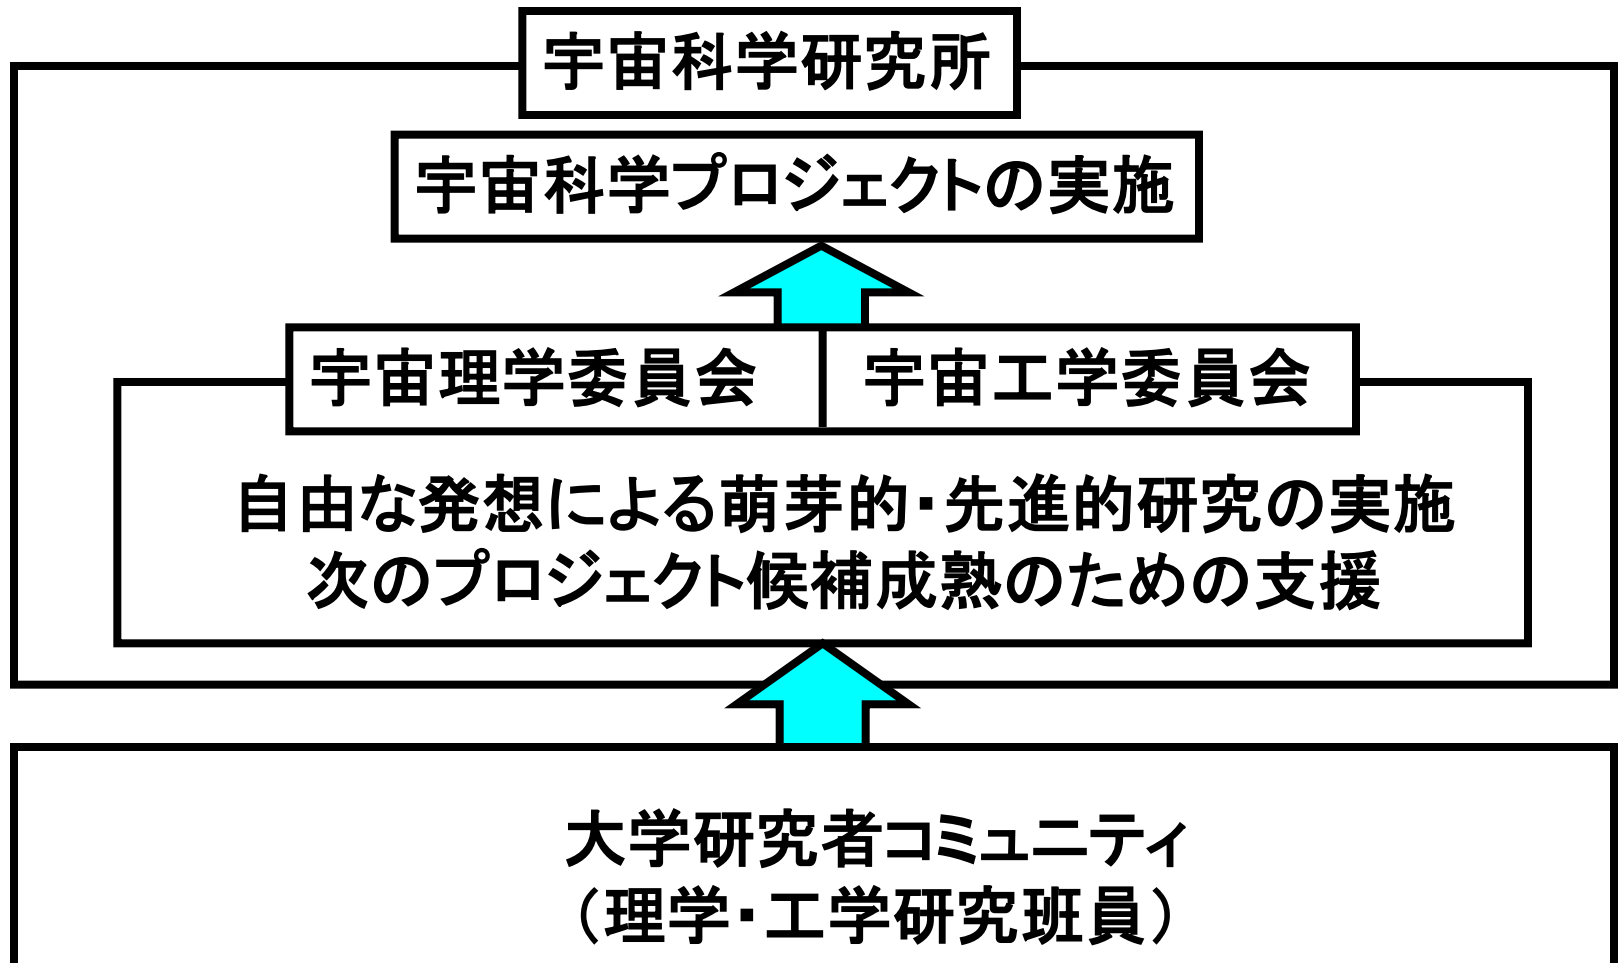 宇宙科学研究所
宇宙科学プロジェクトの実施
宇宙理学委員会
宇宙工学委員会
自由な発想による萌芽的・先進的研究の実施
次のプロジェクト候補成熟のための支援
大学研究者コミュニティ
（理学・工学研究班員）